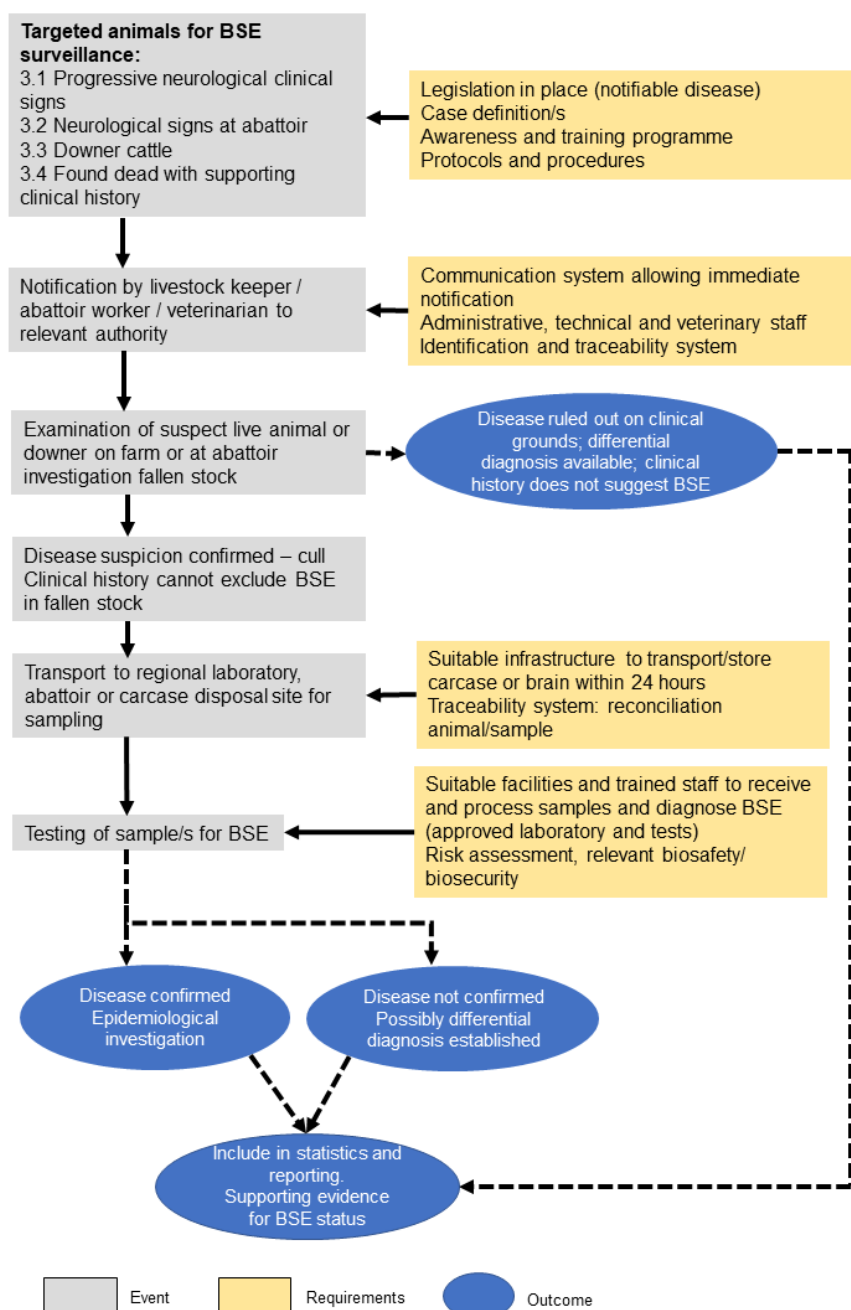 Targeted animals for BSE
surveillance:
3.1 Progressive neurological clinical
signs
3.2 Neurological signs at abattoir
3.3 Downer cattle
3.4 Found dead with supporting
clinical history
Legislation in place (notifiable disease)
Case definition/s
Awareness and training programme
Protocols and procedures
Notification by livestock keeper /
abattoir worker / veterinarian to
relevant authority
Communication system allowing immediate
notification
Administrative, technical and veterinary staff
Identification and traceability system
Examination of suspect live animal or
downer on farm or at abattoir
investigation fallen stock
Disease ruled out on clinical
grounds; differential
diagnosis available; clinical
history does not suggest BSE
Disease suspicion confirmed – cull
Clinical history cannot exclude BSE
in fallen stock
Transport to regional laboratory,
abattoir or carcase disposal site for
sampling
Suitable infrastructure to transport/store
carcase or brain within 24 hours
Traceability system: reconciliation
animal/sample
Testing of sample/s for BSE
Suitable facilities and trained staff to receive
and process samples and diagnose BSE
(approved laboratory and tests)
Risk assessment, relevant biosafety/
biosecurity
Disease confirmed
Epidemiological
investigation
Disease not confirmed
Possibly differential
diagnosis established
Include in statistics and
reporting.
Supporting evidence
for BSE status
Event
Requirements
Outcome